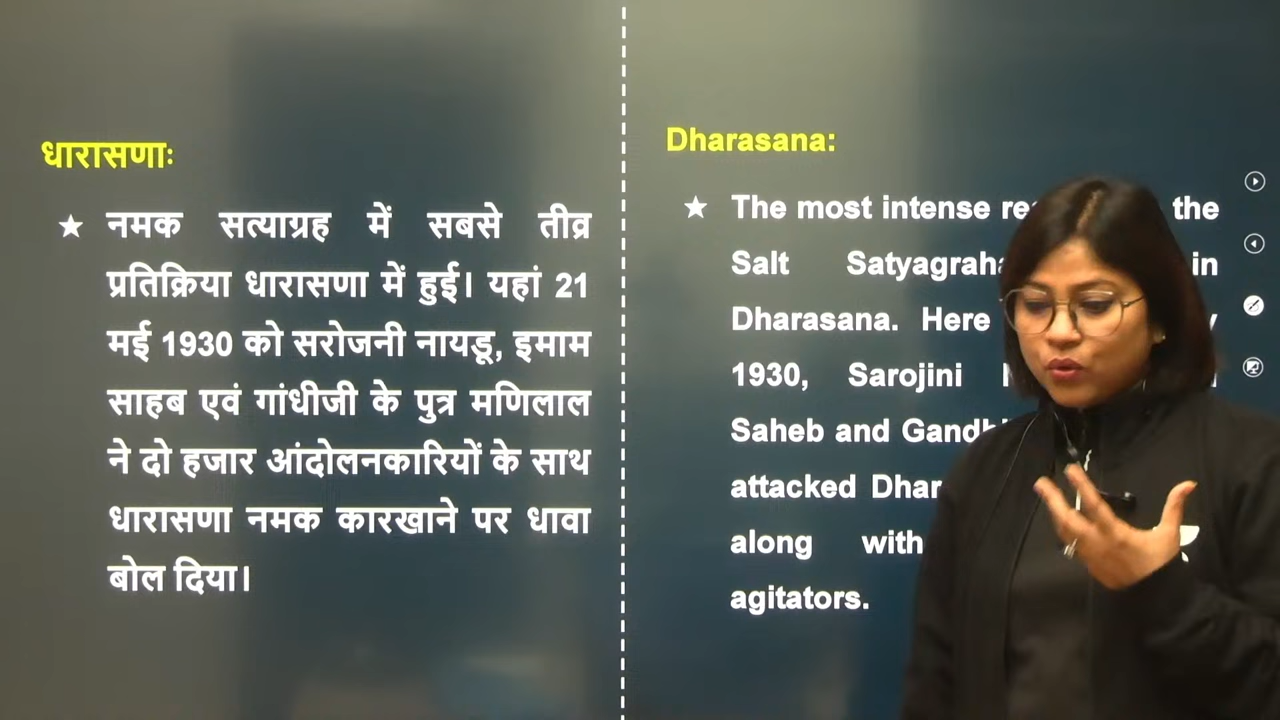 धारासणाः
★ नमक सत्याग्रह में सबसे तीव्र
प्रतिक्रिया धारासणा में हुई। यहां 21
मई 1930 को सरोजनी नायडू, इमाम
साहब एवं गांधीजी के पुत्र मणिलाल
ने दो हजार आंदोलनकारियों के साथ
धारासणा नमक कारखाने पर धावा
बोल दिया।
Dharasana:
★ The most intense the
Salt Satyagraha in
Dharasana. Here
1930, Sarojini
Saheb and
attacked
along with
agitators.